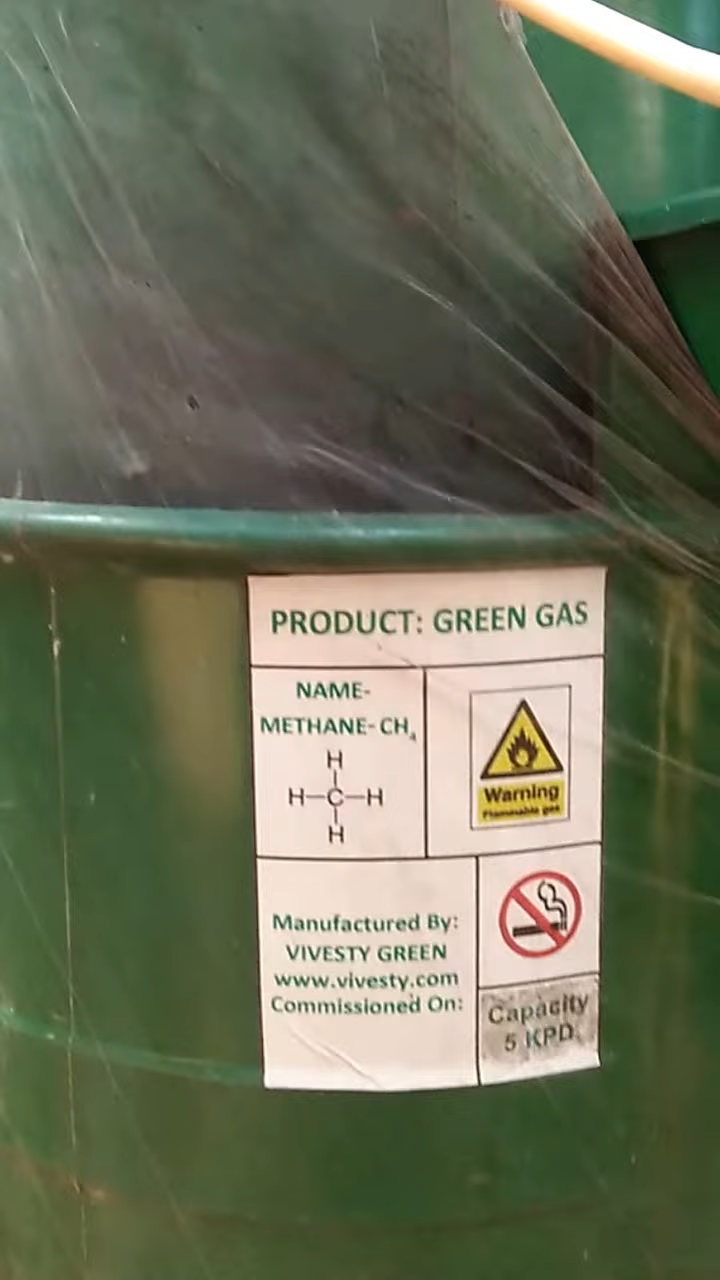 PRODUCT: GREEN GAS
NAME-
METHANE-CH₄
H
H-C-H
H
Warning
Flammable gas
Manufactured By:
VIVESTY GREEN
www.vivesty.com
Commissioned On:
Capacity
5 KPD